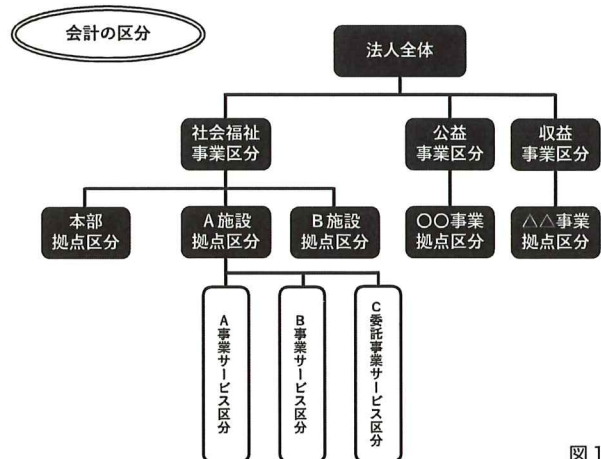 会計の区分
法人全体
社会福祉
事業区分
公益
事業区分
収益
事業区分
本部
拠点区分
A施設
拠点区分
B施設
拠点区分
〇〇事業
拠点区分
△△事業
拠点区分
A事業サービス区分
B事業サービス区分
C委託事業サービス区分
図1